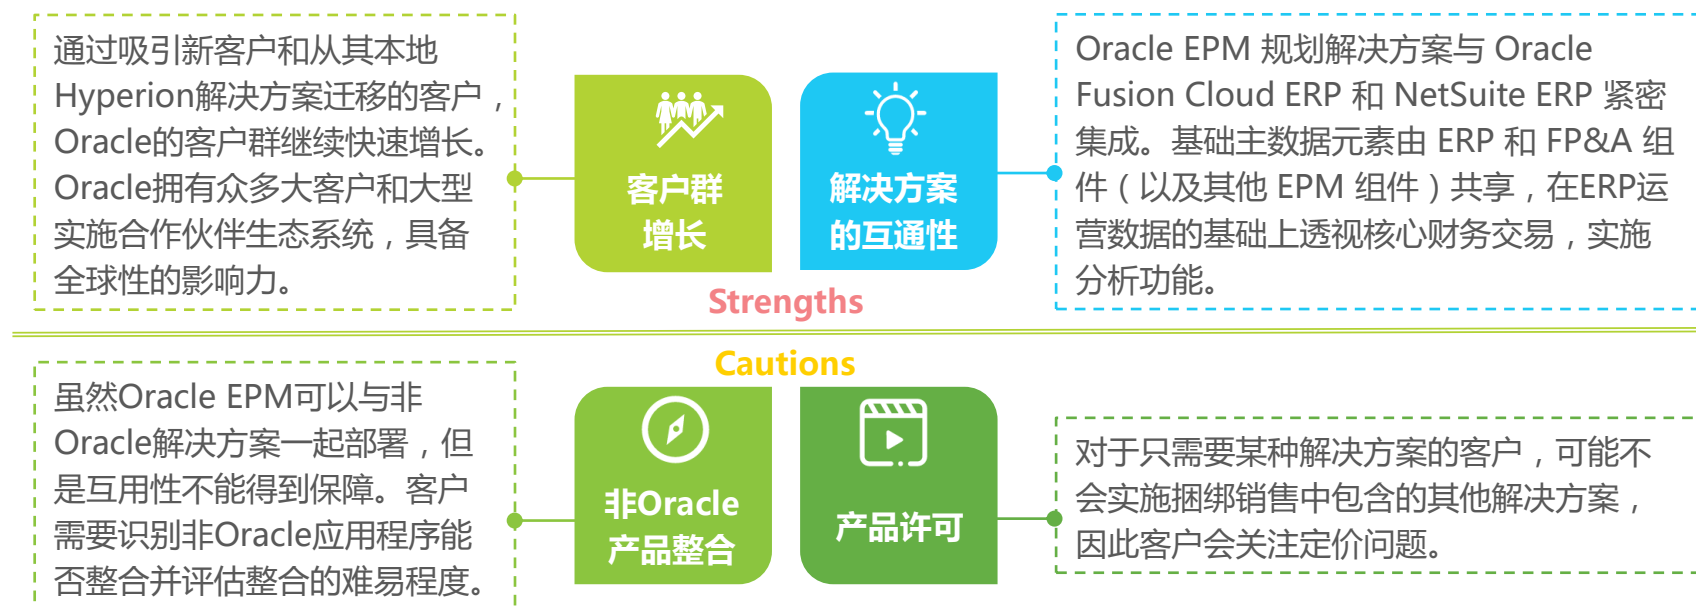 通过吸引新客户和从其本地
Hyperion解决方案迁移的客户，
Oracle的客户群继续快速增长。
Oracle拥有众多大客户和大型
实施合作伙伴生态系统，具备
全球性的影响力。
客户群
增长
解决方案
的互通性
Oracle EPM 规划解决方案与 Oracle
Fusion Cloud ERP 和 NetSuite ERP 紧密
集成。基础主数据元素由 ERP 和 FP&A 组
件（以及其他 EPM 组件）共享，在ERP运
营数据的基础上透视核心财务交易，实施
分析功能。
Strengths
Cautions
虽然Oracle EPM可以与非
Oracle解决方案一起部署，但
是互用性不能得到保障。客户
需要识别非Oracle应用程序能
否整合并评估整合的难易程度。
非Oracle
产品整合
产品许可
对于只需要某种解决方案的客户，可能不
会实施捆绑销售中包含的其他解决方案，
因此客户会关注定价问题。